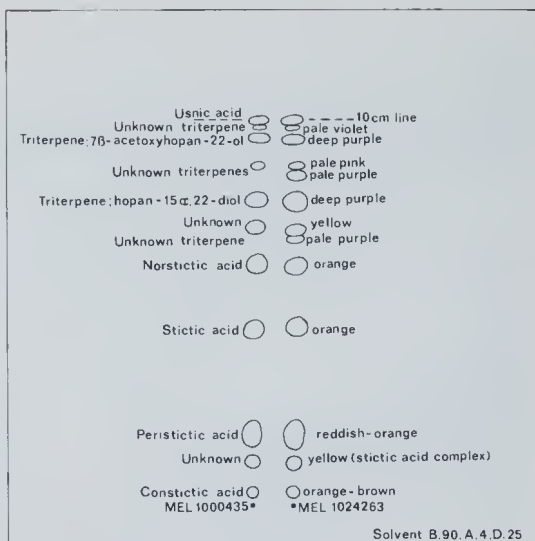 Usnic acid 10cm line
Unknown triterpene pale violet
Triterpene:7β-acetoxyhopan-22-ol deep purple
Unknown triterpenes pale pink
pale purple
Triterpene:hopan-15α,22-diol deep purple
Unknown yellow
Unknown triterpene pale purple
Norstictic acid orange
Stictic acid orange
Peristictic acid reddish-orange
Unknown yellow (stictic acid complex)
Constictic acid orange-brown
MEL 1000435• •MEL 1024263
Solvent B.90.A.4.D.25